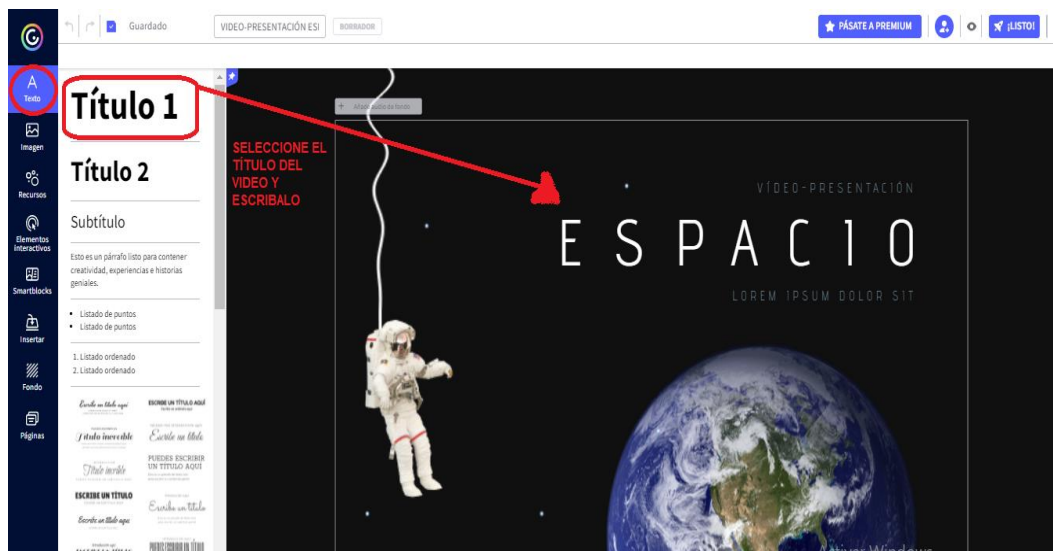 Guardado
VIDEO-PRESENTACIÓN ESI
BORRADOR
PÁSATE A PREMIUM
¡LISTO!
Texto
Imagen
Recursos
Elementos
interactivos
Smartblocks
Insertar
Fondo
Páginas
Título 1
Título 2
Subtítulo
Esto es un párrafo listo para contener
creatividad, experiencias e historias
geniales.
Listado de puntos
Listado de puntos
1. Listado ordenado
2. Listado ordenado
Escribe un título aquí
ESCRIBE UN TÍTULO AQUÍ
Título increíble
Escribe un título
Título increíble
PUEDES ESCRIBIR
UN TÍTULO AQUÍ
ESCRIBE UN TÍTULO
Escribe un título aquí
Escribe un título
SELECCIONE EL
TÍTULO DEL
VIDEO Y
ESCRIBALO
+ Añade audio de fondo
VÍDEO-PRESENTACIÓN
ESPACIO
LOREM IPSUM DOLOR SIT
Activar Windows